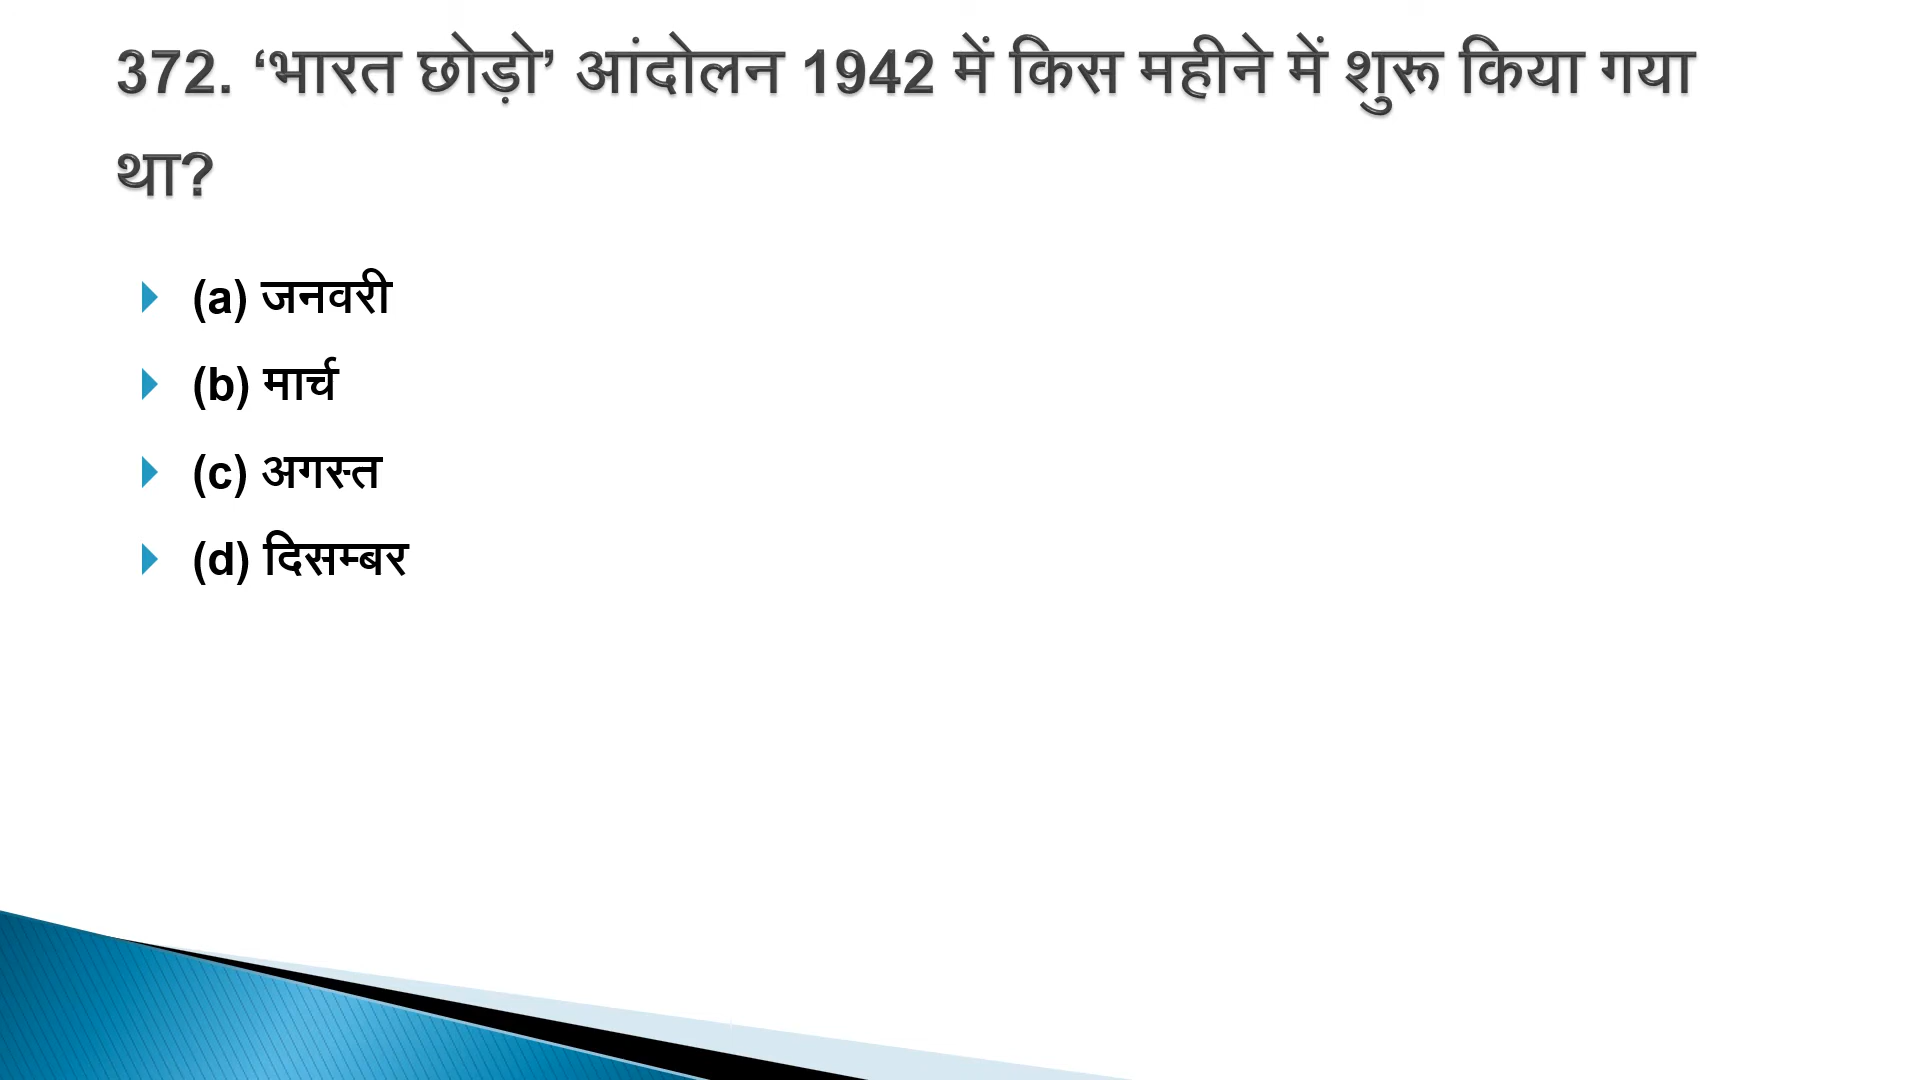 372. ‘भारत छोड़ो’ आंदोलन 1942 में किस महीने में शुरू किया गया
था?
(a) जनवरी
(b) मार्च
(c) अगस्त
(d) दिसम्बर